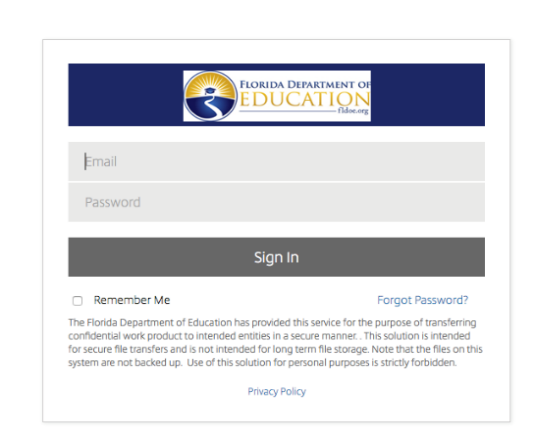 FLORIDA DEPARTMENT OF
EDUCATION
fldoe.org
Email
Password
Sign In
Remember Me
Forgot Password?
The Florida Department of Education has provided this service for the purpose of transferring
confidential work product to intended entities in a secure manner. . This solution is intended
for secure file transfers and is not intended for long term file storage. Note that the files on this
system are not backed up. Use of this solution for personal purposes is strictly forbidden.
Privacy Policy